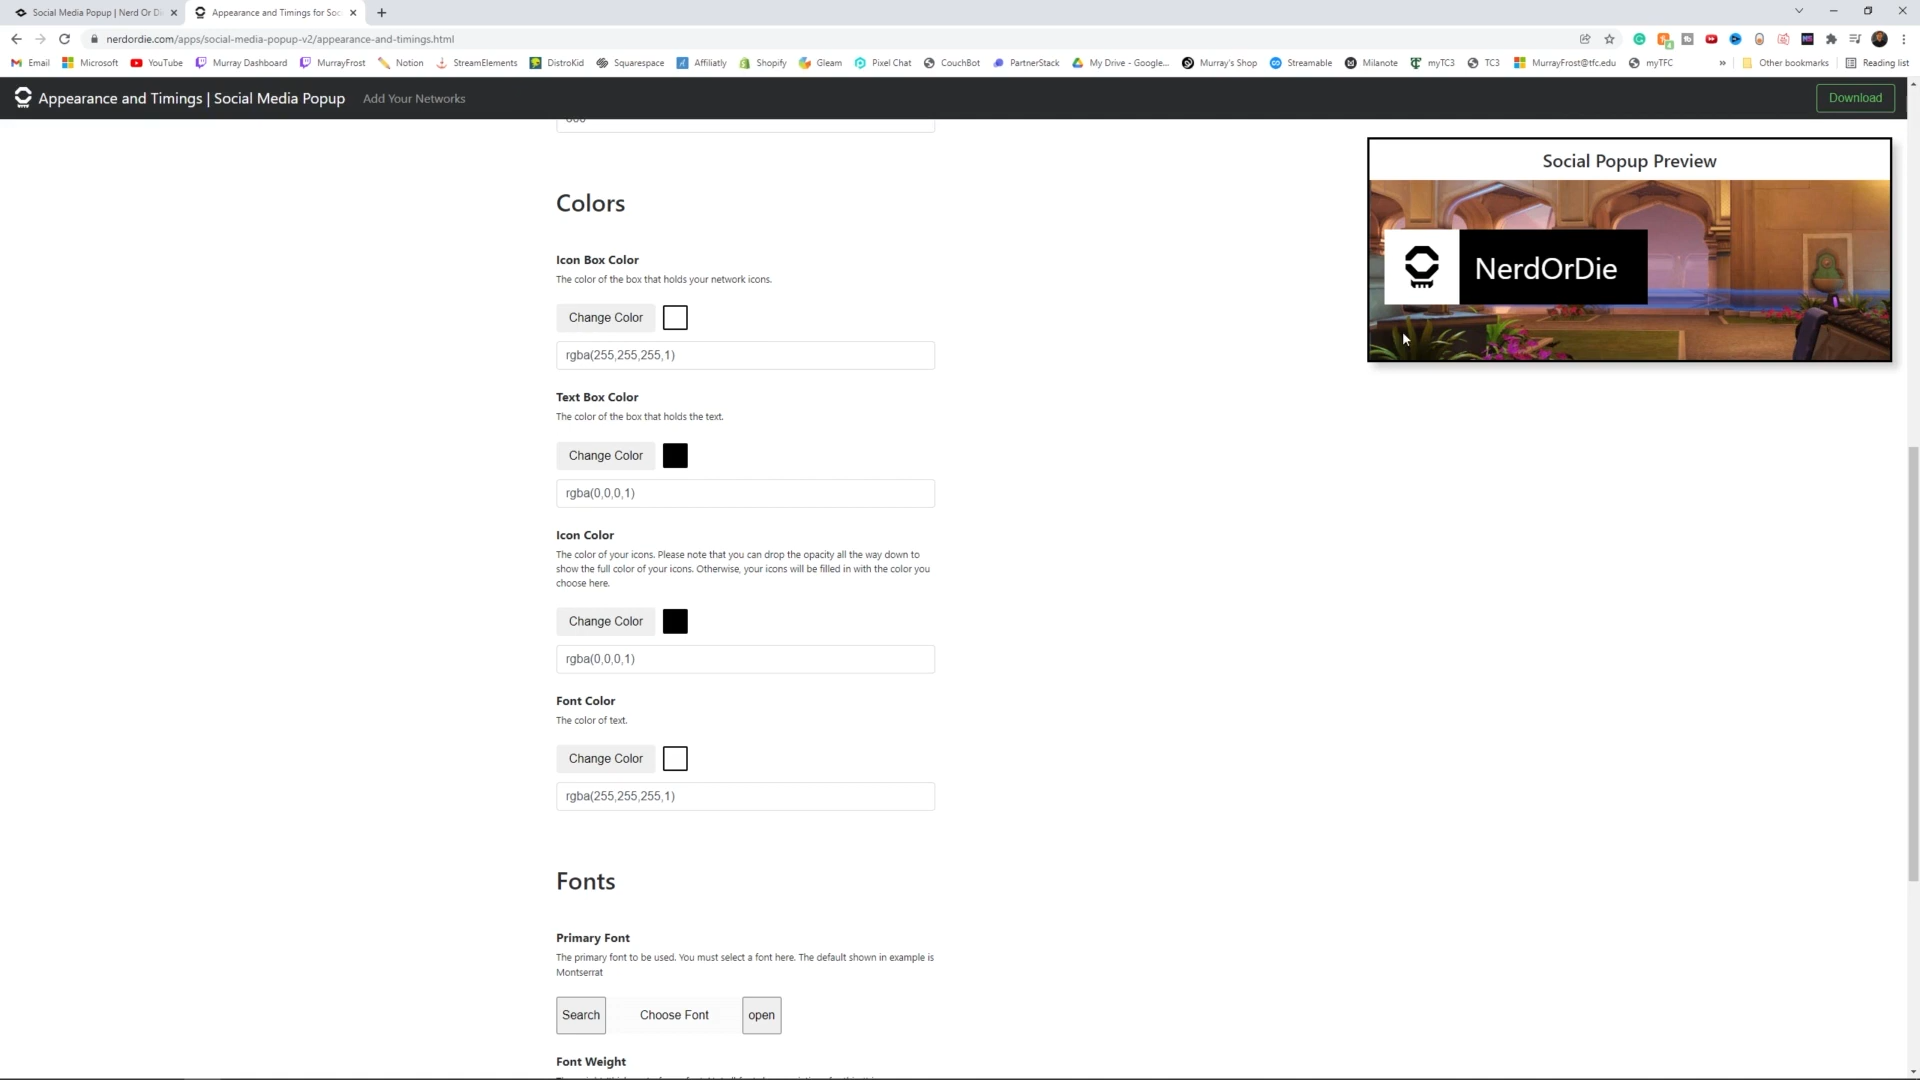 Social Media Popup | Nerd Or Di
Appearance and Timings for Soc
nerdordie.com/apps/social-media-popup-v2/appearance-and-timings.html
Email Microsoft YouTube Murray Dashboard MurrayFrost Notion StreamElements DistroKid Squarespace Affiliatly Shopify Gleam Pixel Chat CouchBot PartnerStack My Drive - Google... Murray's Shop Streamable Milanote myTC3 TC3 MurrayFrost@tfc.edu myTFC » Other bookmarks Reading list
Appearance and Timings | Social Media Popup Add Your Networks Download
Social Popup Preview
NerdOrDie
Colors
Icon Box Color
The color of the box that holds your network icons.
Change Color
rgba(255,255,255,1)
Text Box Color
The color of the box that holds the text.
Change Color
rgba(0,0,0,1)
Icon Color
The color of your icons. Please note that you can drop the opacity all the way down to
show the full color of your icons. Otherwise, your icons will be filled in with the color you
choose here.
Change Color
rgba(0,0,0,1)
Font Color
The color of text.
Change Color
rgba(255,255,255,1)
Fonts
Primary Font
The primary font to be used. You must select a font here. The default shown in example is
Montserrat
Search Choose Font open
Font Weight